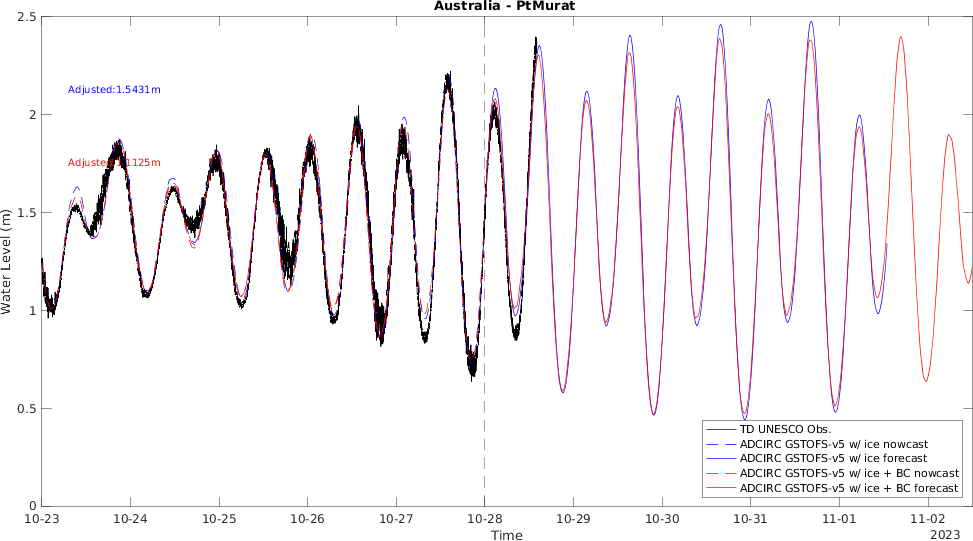 Australia - PtMurat
2.5
2
1.5
1
0.5
0
Water Level (m)
Adjusted:1.5431m
Adjusted:
1125m
TD UNESCO Obs.
ADCIRC GSTOFS-v5 w/ ice nowcast
ADCIRC GSTOFS-v5 w/ ice forecast
ADCIRC GSTOFS-v5 w/ ice + BC nowcast
ADCIRC GSTOFS-v5 w/ ice + BC forecast
10-23 10-24 10-25 10-26 10-27 10-28 10-29 10-30 10-31 11-01 11-02
Time
2023